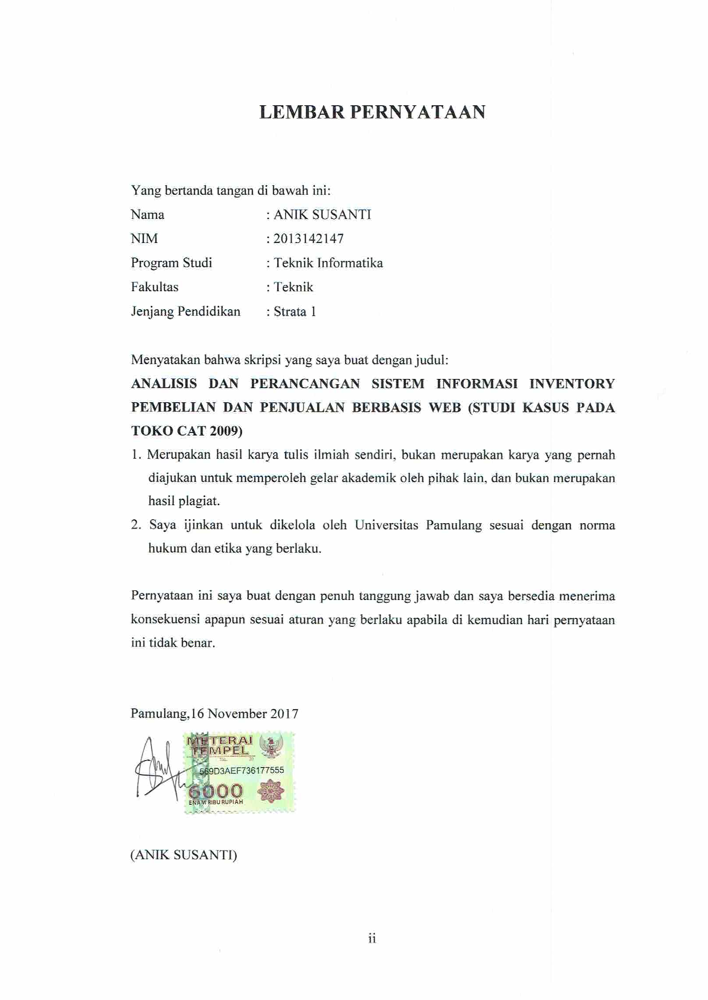 LEMBAR PERNYATAAN
Yang bertanda tangan di bawah ini:
Nama : ANIK SUSANTI
NIM : 2013142147
Program Studi : Teknik Informatika
Fakultas : Teknik
Jenjang Pendidikan : Strata 1
Menyatakan bahwa skripsi yang saya buat dengan judul:
ANALISIS DAN PERANCANGAN SISTEM INFORMASI INVENTORY
PEMBELIAN DAN PENJUALAN BERBASIS WEB (STUDI KASUS PADA
TOKO CAT 2009)
1. Merupakan hasil karya tulis ilmiah sendiri, bukan merupakan karya yang pernah
diajukan untuk memperoleh gelar akademik oleh pihak lain, dan bukan merupakan
hasil plagiat.
2. Saya ijinkan untuk dikelola oleh Universitas Pamulang sesuai dengan norma
hukum dan etika yang berlaku.
Pernyataan ini saya buat dengan penuh tanggung jawab dan saya bersedia menerima
konsekuensi apapun sesuai aturan yang berlaku apabila di kemudian hari pernyataan
ini tidak benar.
Pamulang,16 November 2017
METERAI
TEMPEL
TGL. 20
569D3AEF736177555
6000
ENAM RIBU RUPIAH
(ANIK SUSANTI)
ii